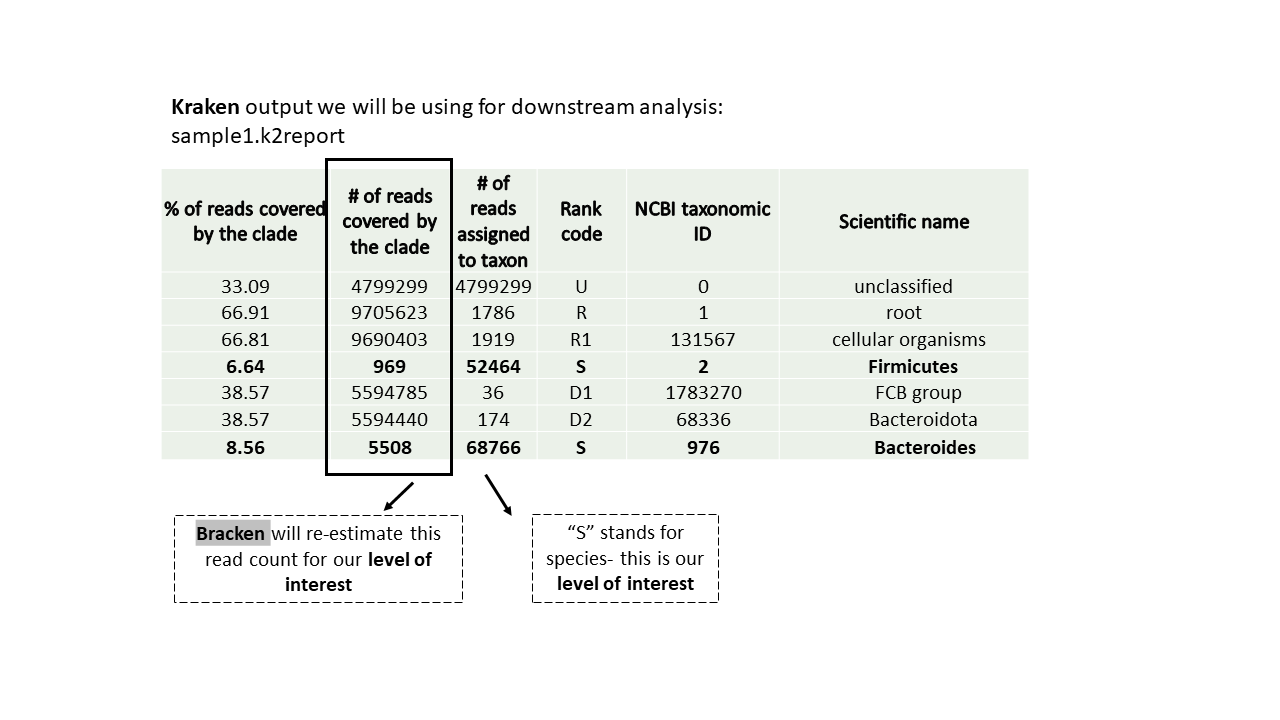 Kraken output we will be using for downstream analysis:
sample1.k2report
% of reads covered by the clade # of reads covered by the clade # of reads assigned to taxon Rank code NCBI taxonomic ID Scientific name
33.09 4799299 4799299 U 0 unclassified
66.91 9705623 1786 R 1 root
66.81 9690403 1919 R1 131567 cellular organisms
6.64 969 52464 S 2 Firmicutes
38.57 5594785 36 D1 1783270 FCB group
38.57 5594440 174 D2 68336 Bacteroidota
8.56 5508 68766 S 976 Bacteroides
Bracken will re-estimate this
read count for our level of
interest
“S” stands for
species- this is our
level of interest